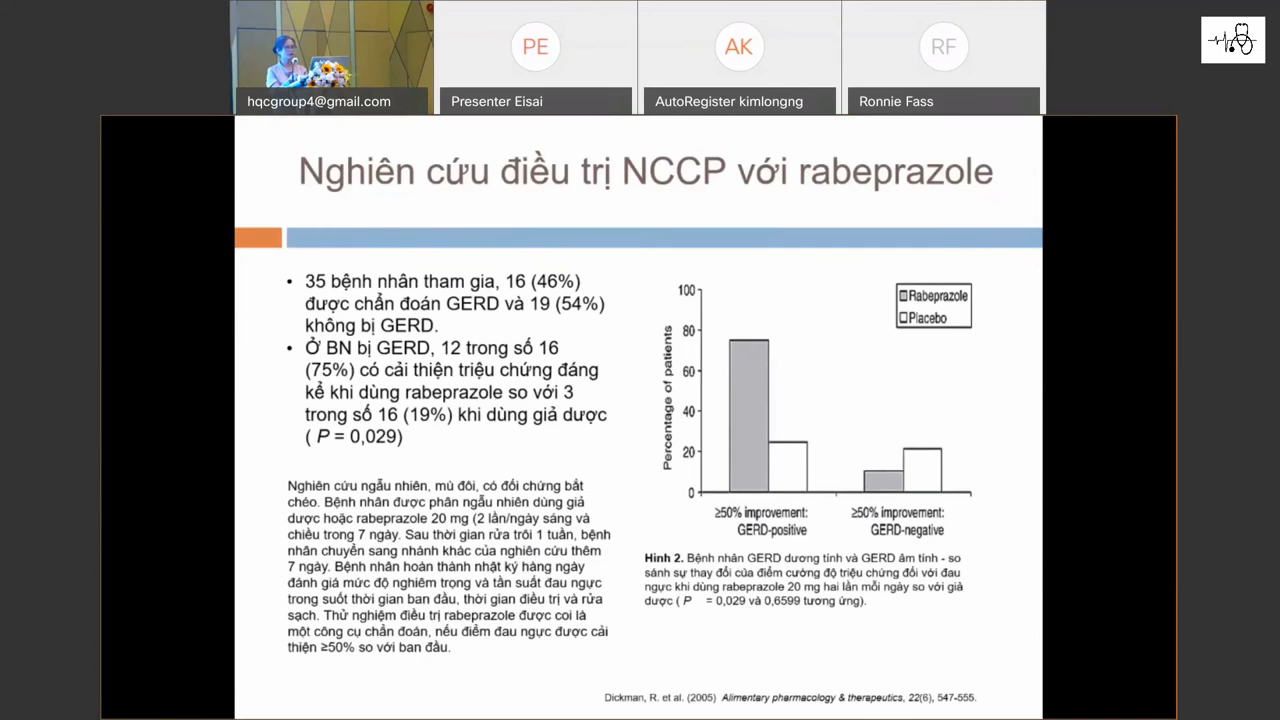 PE
AK
RF
hqcgroup4@gmail.com
Presenter Eisai
AutoRegister kimlongng
Ronnie Fass
Nghiên cứu điều trị NCCP với rabeprazole
• 35 bệnh nhân tham gia, 16 (46%)
được chẩn đoán GERD và 19 (54%)
không bị GERD.
• Ở BN bị GERD, 12 trong số 16
(75%) có cải thiện triệu chứng đáng
kể khi dùng rabeprazole so với 3
trong số 16 (19%) khi dùng giả dược
( P = 0,029)
Nghiên cứu ngẫu nhiên, mù đôi, có đối chứng bắt
chéo. Bệnh nhân được phân ngẫu nhiên dùng giả
dược hoặc rabeprazole 20 mg (2 lần/ngày sáng và
chiều trong 7 ngày. Sau thời gian rửa trôi 1 tuần, bệnh
nhân chuyển sang nhánh khác của nghiên cứu thêm
7 ngày. Bệnh nhân hoàn thành nhật ký hàng ngày
đánh giá mức độ nghiêm trọng và tần suất đau ngực
trong suốt thời gian ban đầu, thời gian điều trị và rửa
sạch. Thử nghiệm điều trị rabeprazole được coi là
một công cụ chẩn đoán, nếu điểm đau ngực được cải
thiện ≥50% so với ban đầu.
Rabeprazole
Placebo
Percentage of patients
100
80
60
40
20
0
≥50% improvement:
GERD-positive
≥50% improvement:
GERD-negative
Hình 2. Bệnh nhân GERD dương tính và GERD âm tính - so
sánh sự thay đổi của điểm cường độ triệu chứng đối với đau
ngực khi dùng rabeprazole 20 mg hai lần mỗi ngày so với giả
dược ( P = 0,029 và 0,6599 tương ứng).
Dickman, R. et al. (2005) Alimentary pharmacology & therapeutics, 22(6), 547-555.